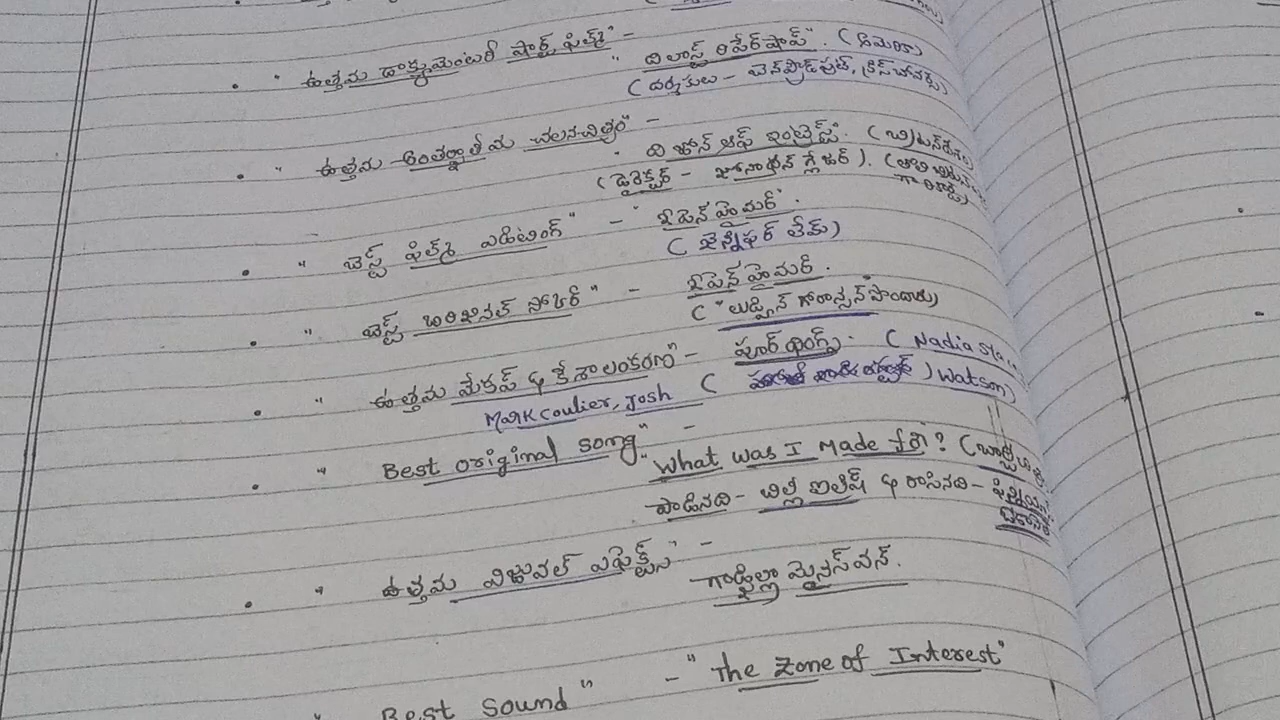 " ఉత్తమ డాక్యుమెంటరీ షార్ట్ ఫిల్మ్" -
" ది లాస్ట్ రిపేర్ షాప్". (
( దర్శకులు - బెన్ ప్రౌడ్ ఫుట్, క్రిస్ బోవర్స్)
" ఉత్తమ అంతర్జాతీయ చలనచిత్రం" -
" ది జోన్ ఆఫ్ ఇంట్రెస్ట్. (
( డైరెక్టర్ - జోనాథన్ గ్లేజర్). (
" బెస్ట్ ఫిల్మ్ ఎడిటింగ్" - " ఓపెన్ హైమర్".
( జెన్నీఫర్ లేమ్)
" బెస్ట్ ఒరిజినల్ స్కోర్" - ఓపెన్ హైమర్.
( "లుడ్విగ్ గోరాన్సన్ పొందారు)
" ఉత్తమ మేకప్ & కేశాలంకరణ" - పూర్ థింగ్స్. ( Nadia Sta
Mark Coulier, Josh ( ) Watson)
" Best original song" -
"What was I Made For? (
పాడినది - బిల్లీ ఐలిష్ & రాసినది -
" ఉత్తమ విజువల్ ఎఫెక్ట్స్" -
గాడ్జిల్లా మైనస్ వన్.
" Best Sound" - "The Zone of Interest"